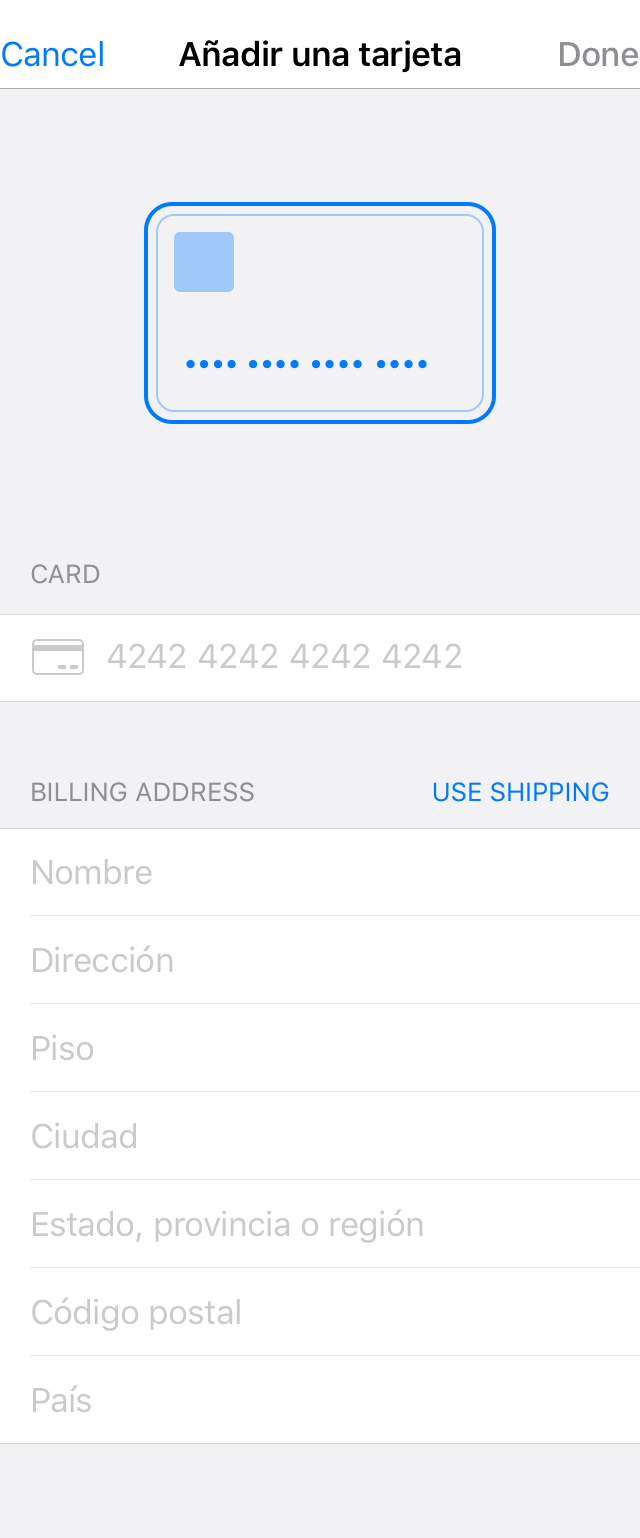 Cancel Añadir una tarjeta Done
CARD
4242 4242 4242 4242
BILLING ADDRESS USE SHIPPING
Nombre
Dirección
Piso
Ciudad
Estado, provincia o región
Código postal
País